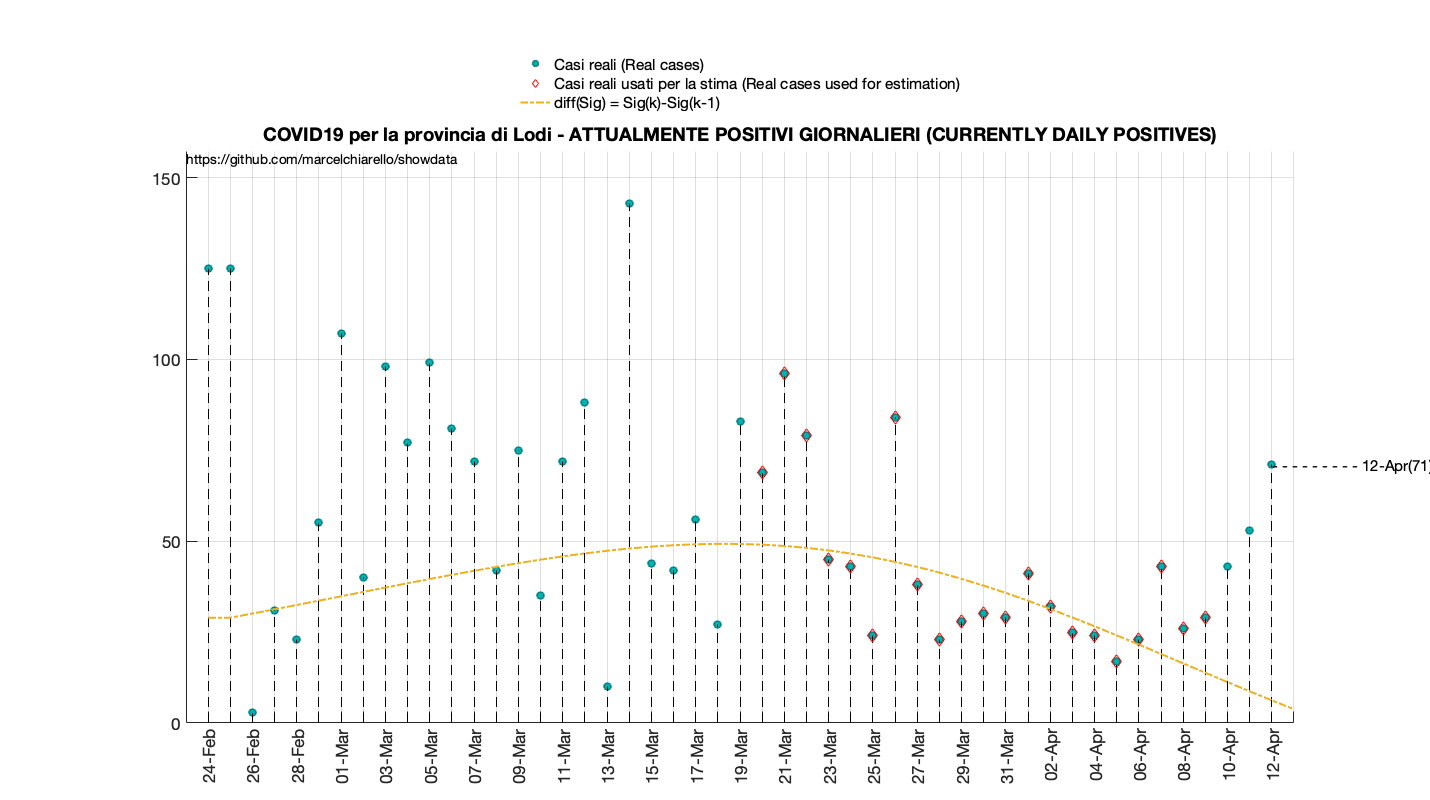 Casi reali (Real cases)
Casi reali usati per la stima (Real cases used for estimation)
diff(Sig) = Sig(k)-Sig(k-1)
COVID19 per la provincia di Lodi - ATTUALMENTE POSITIVI GIORNALIERI (CURRENTLY DAILY POSITIVES)
https://github.com/marcelchiarello/showdata
150
100
50
0
12-Apr(71)
24-Feb
26-Feb
28-Feb
01-Mar
03-Mar
05-Mar
07-Mar
09-Mar
11-Mar
13-Mar
15-Mar
17-Mar
19-Mar
21-Mar
23-Mar
25-Mar
27-Mar
29-Mar
31-Mar
02-Apr
04-Apr
06-Apr
08-Apr
10-Apr
12-Apr